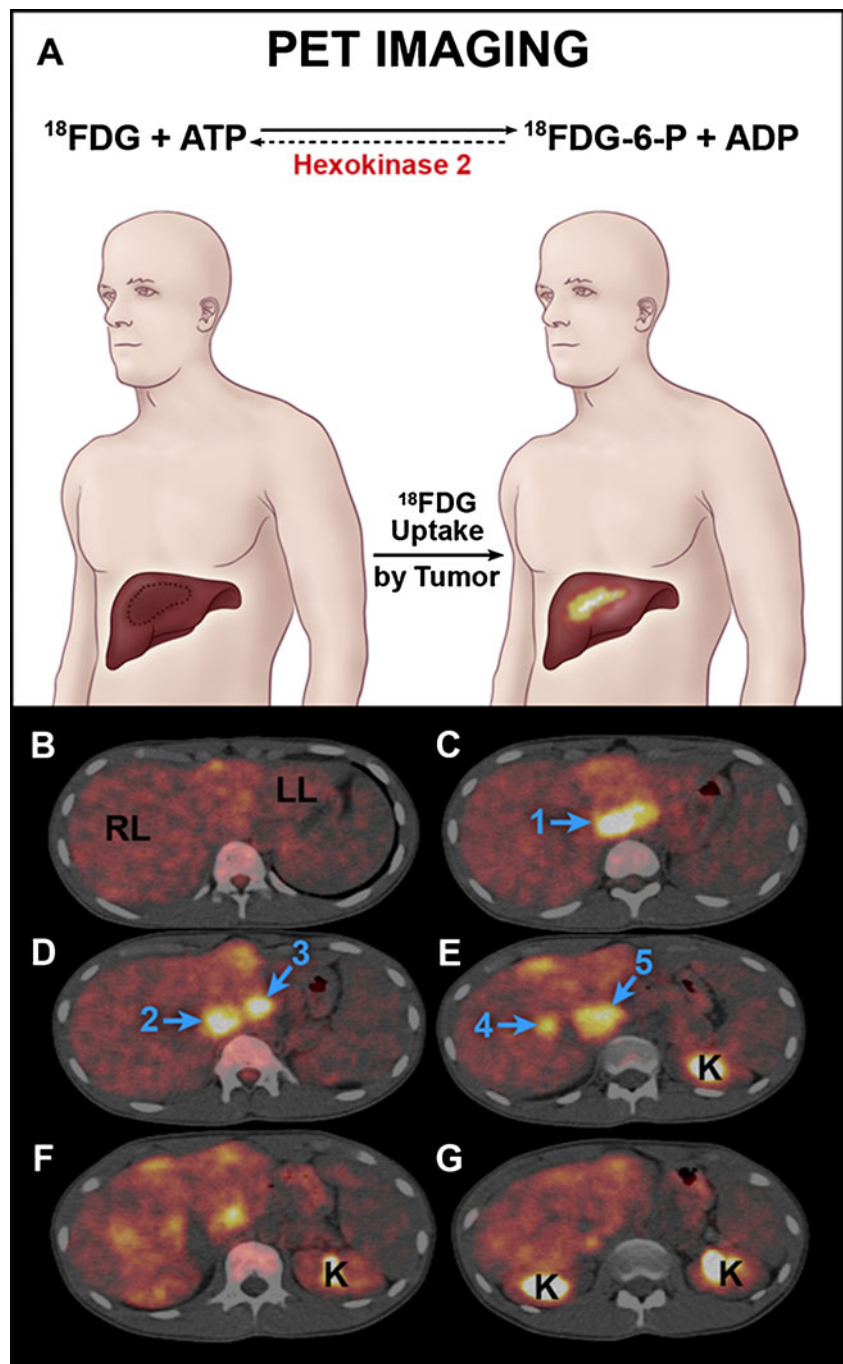 A
PET IMAGING
¹⁸FDG + ATP
¹⁸FDG-6-P + ADP
Hexokinase 2
¹⁸FDG
Uptake
by Tumor
B
RL
LL
C
1
D
2
3
E
4
5
K
F
K
G
K
K